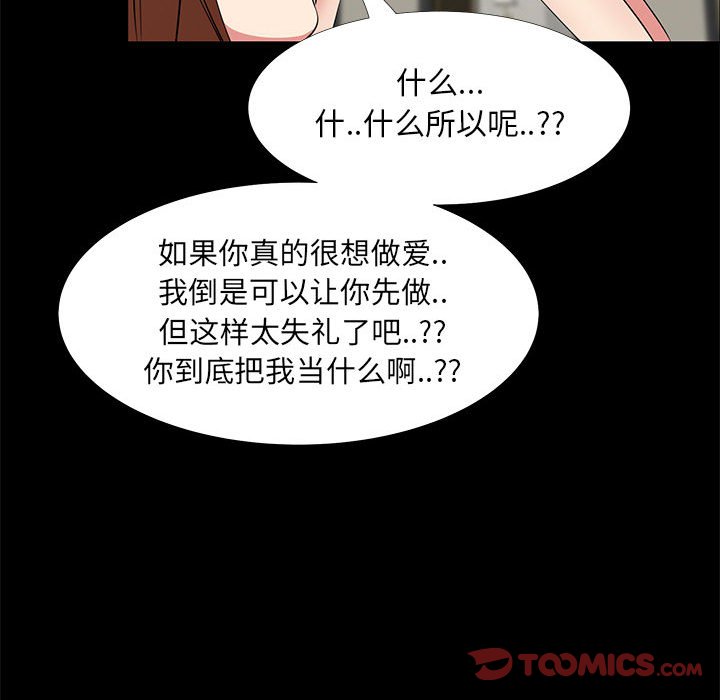 什么...
什..什么所以呢..??
如果你真的很想做爱..
我倒是可以让你先做..
但这样太失礼了吧..??
你到底把我当什么啊..??
TOOMICS.COM